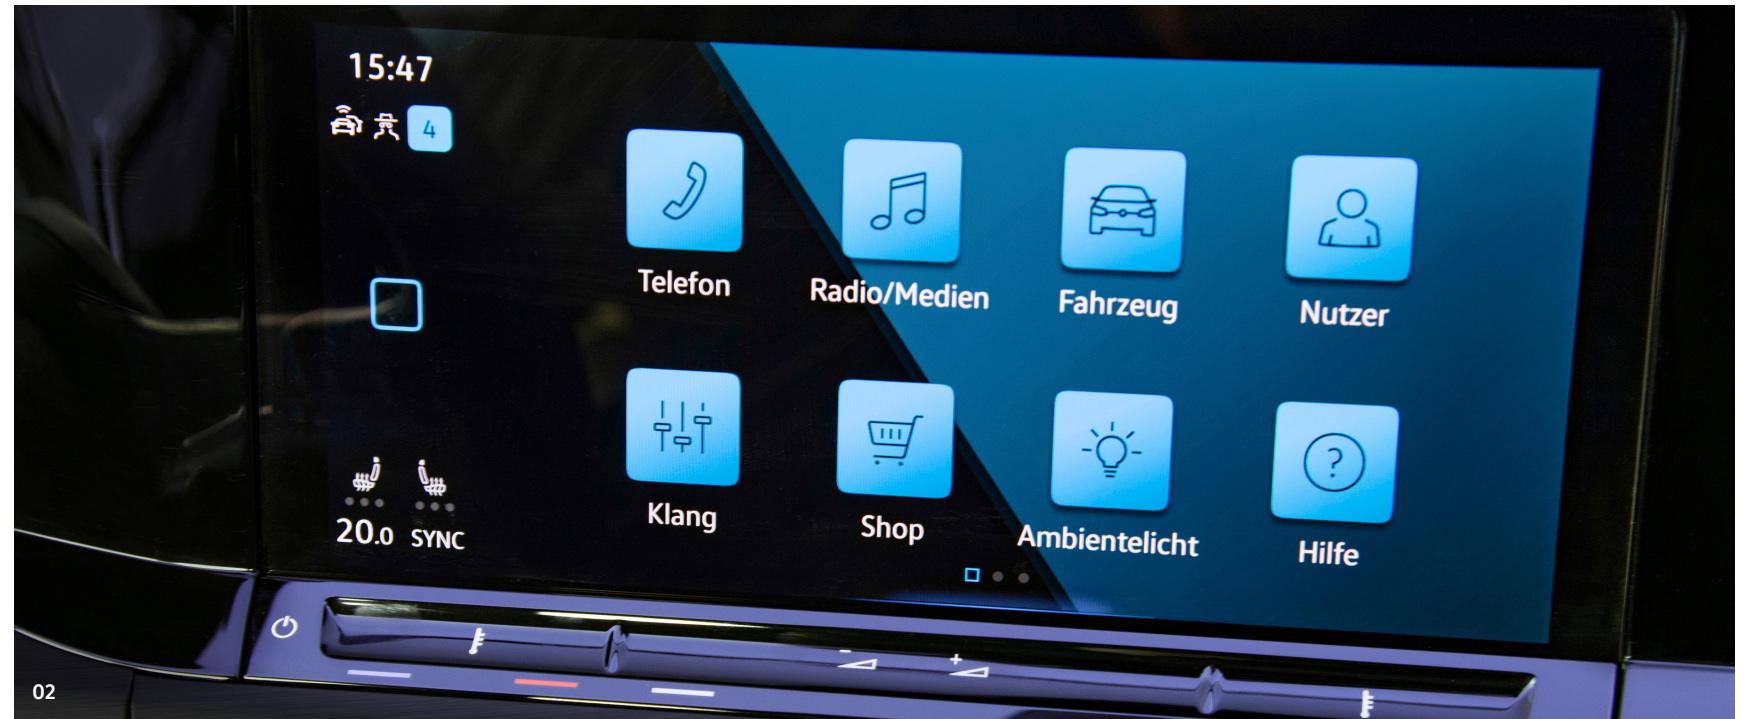 15:47
4
Telefon
Radio/Medien
Fahrzeug
Nutzer
Klang
Shop
Ambientelicht
?
Hilfe
20.0 SYNC
- +
02